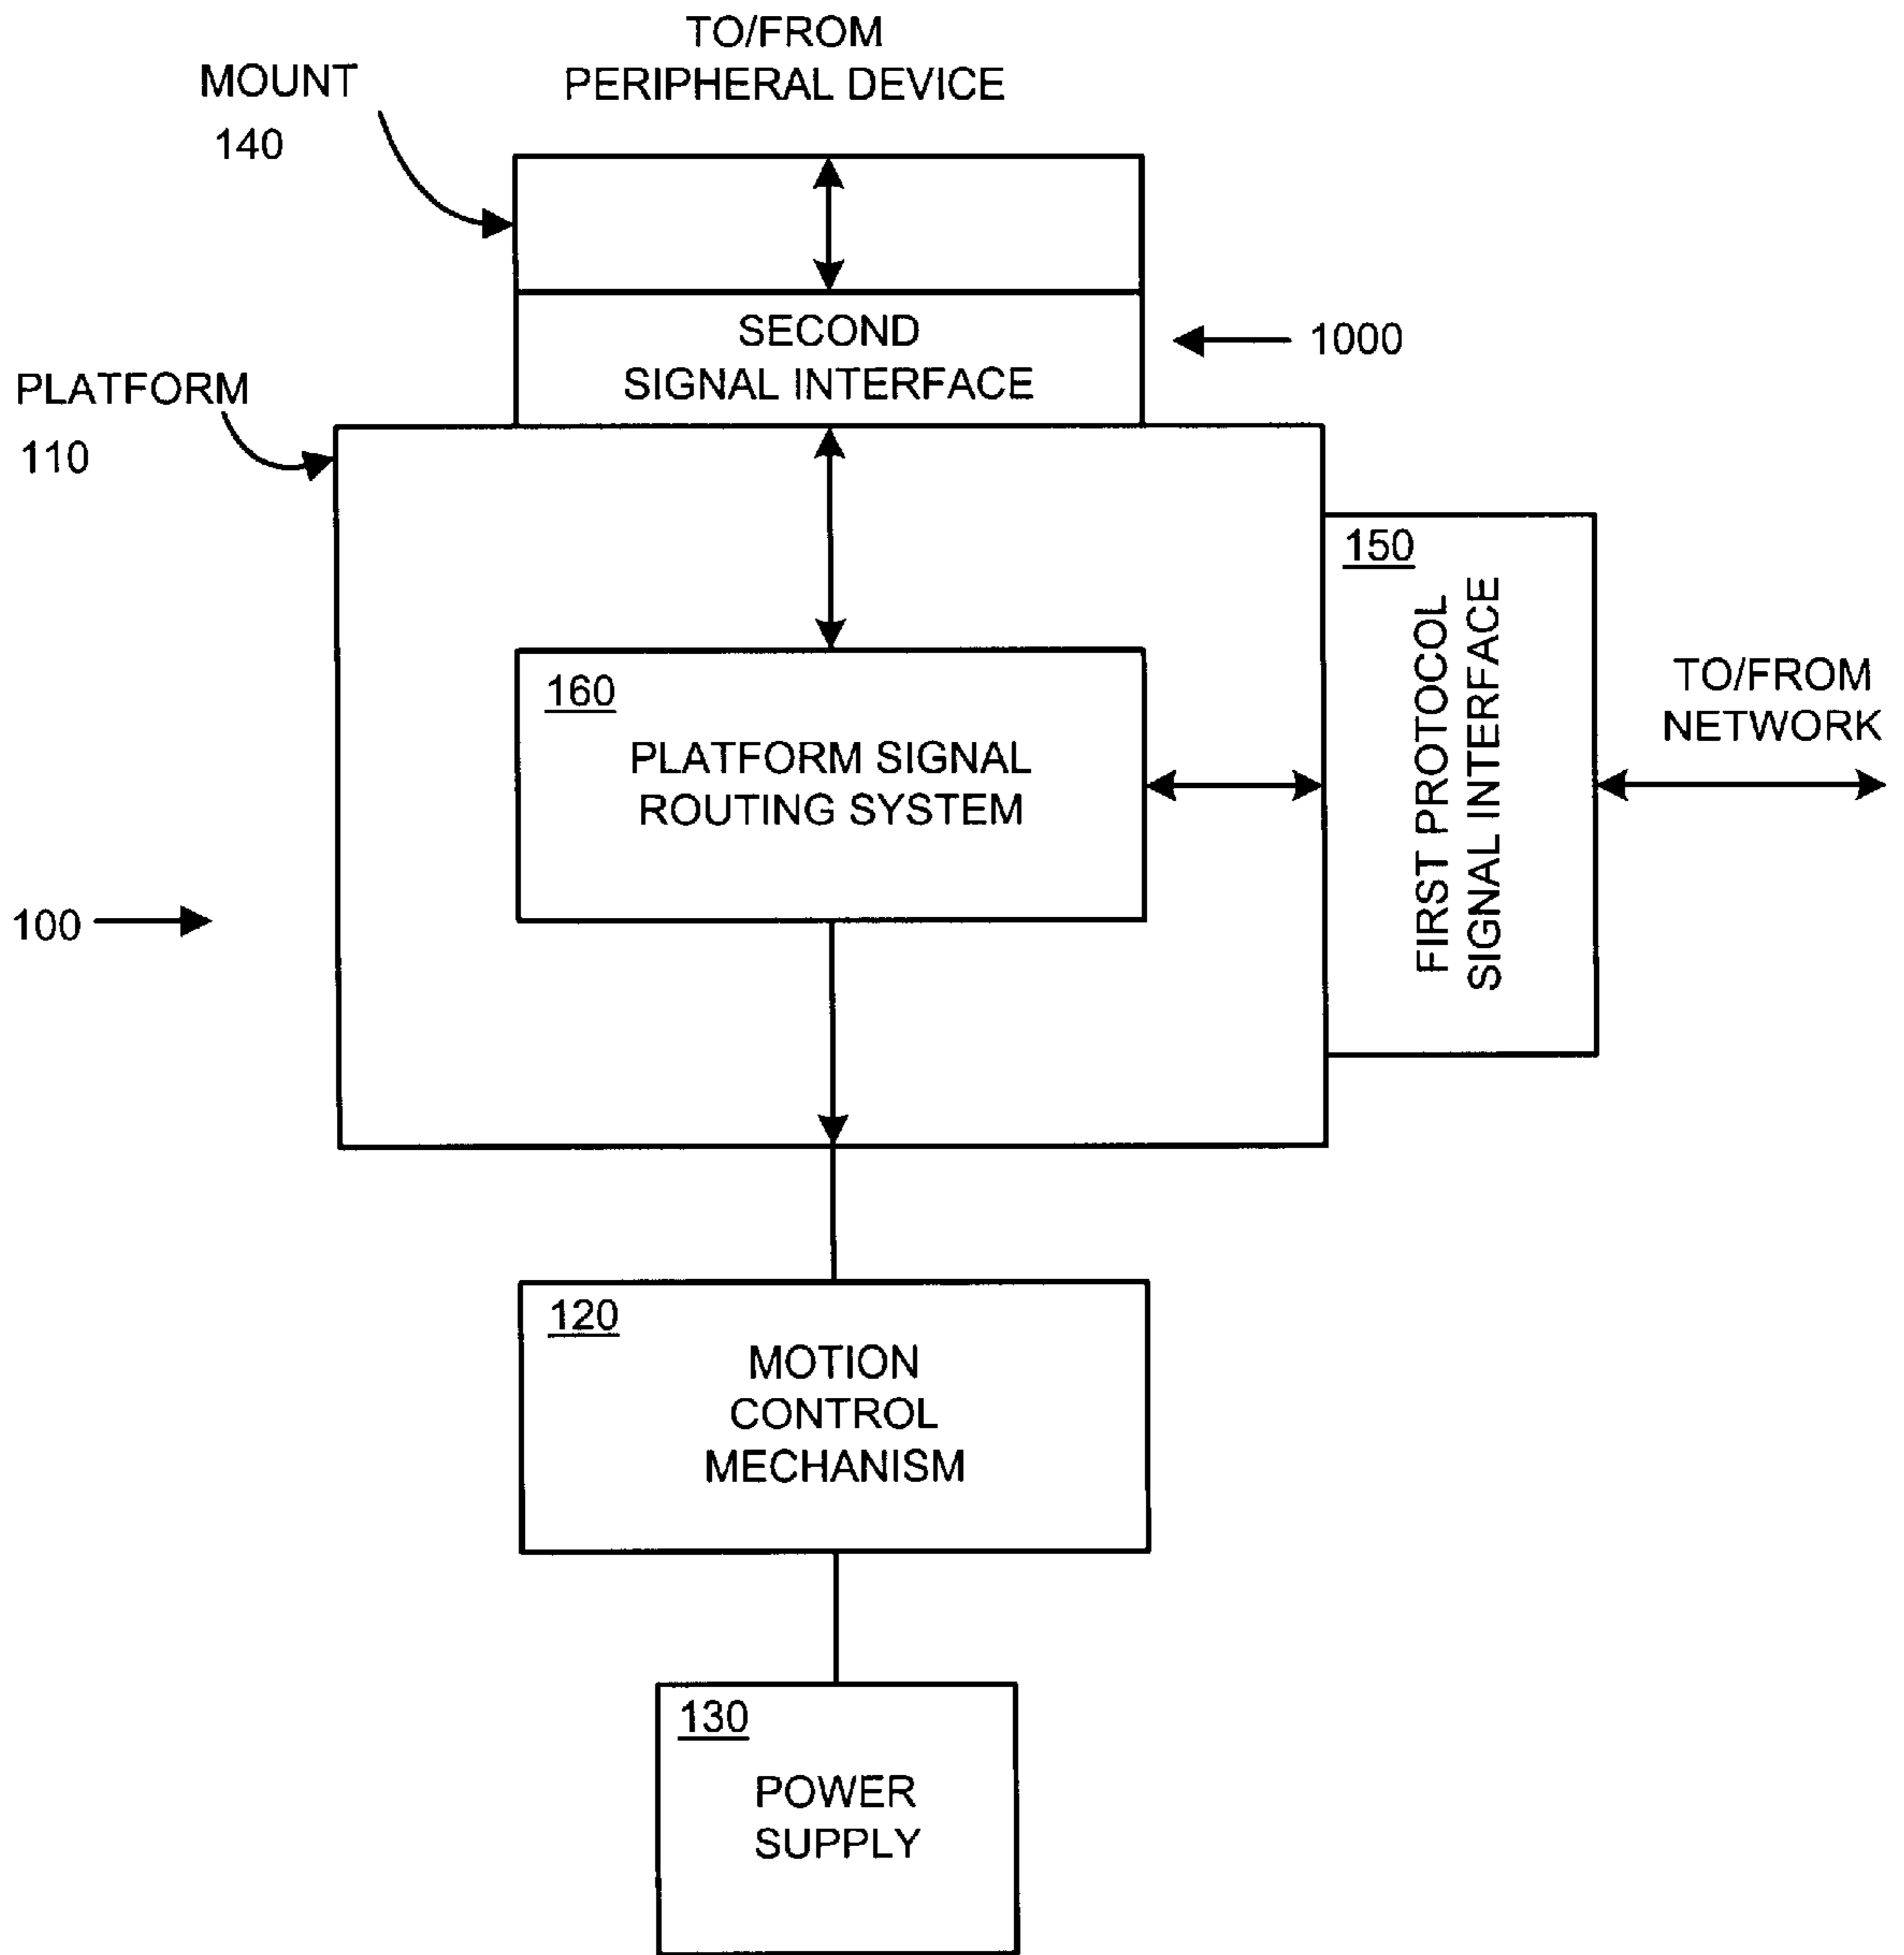 TO/FROM
PERIPHERAL DEVICE
MOUNT
140
SECOND
SIGNAL INTERFACE
1000
PLATFORM
110
150
FIRST PROTOCOL
SIGNAL INTERFACE
TO/FROM
NETWORK
160
PLATFORM SIGNAL
ROUTING SYSTEM
100
120
MOTION
CONTROL
MECHANISM
130
POWER
SUPPLY